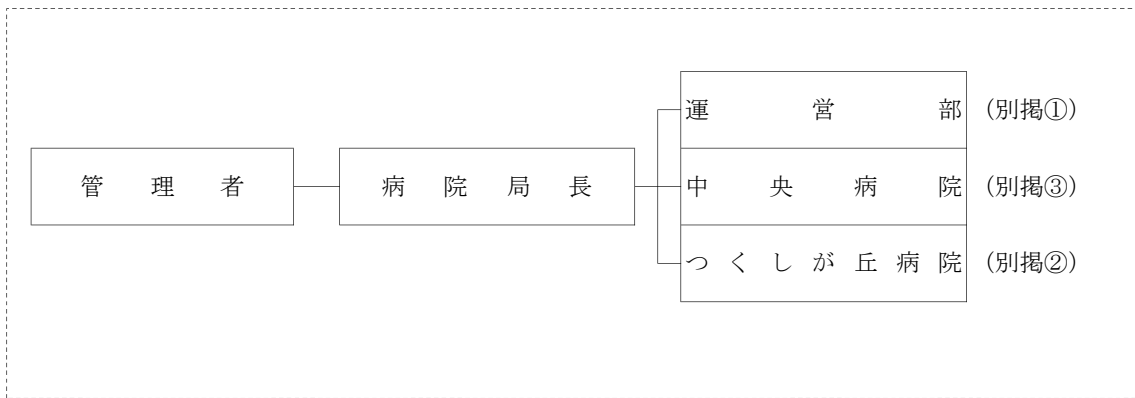 運営部 (別掲①)
管理者 病院局長 中央病院 (別掲③)
つくしが丘病院 (別掲②)